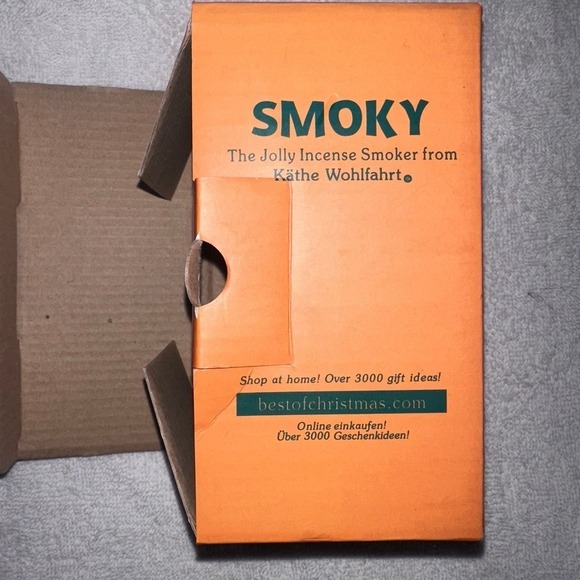 SMOKY
The Jolly Incense Smoker from
Käthe Wohlfahrt®
Shop at home! Over 3000 gift ideas!
bestofchristmas.com
Online einkaufen!
Über 3000 Geschenkideen!